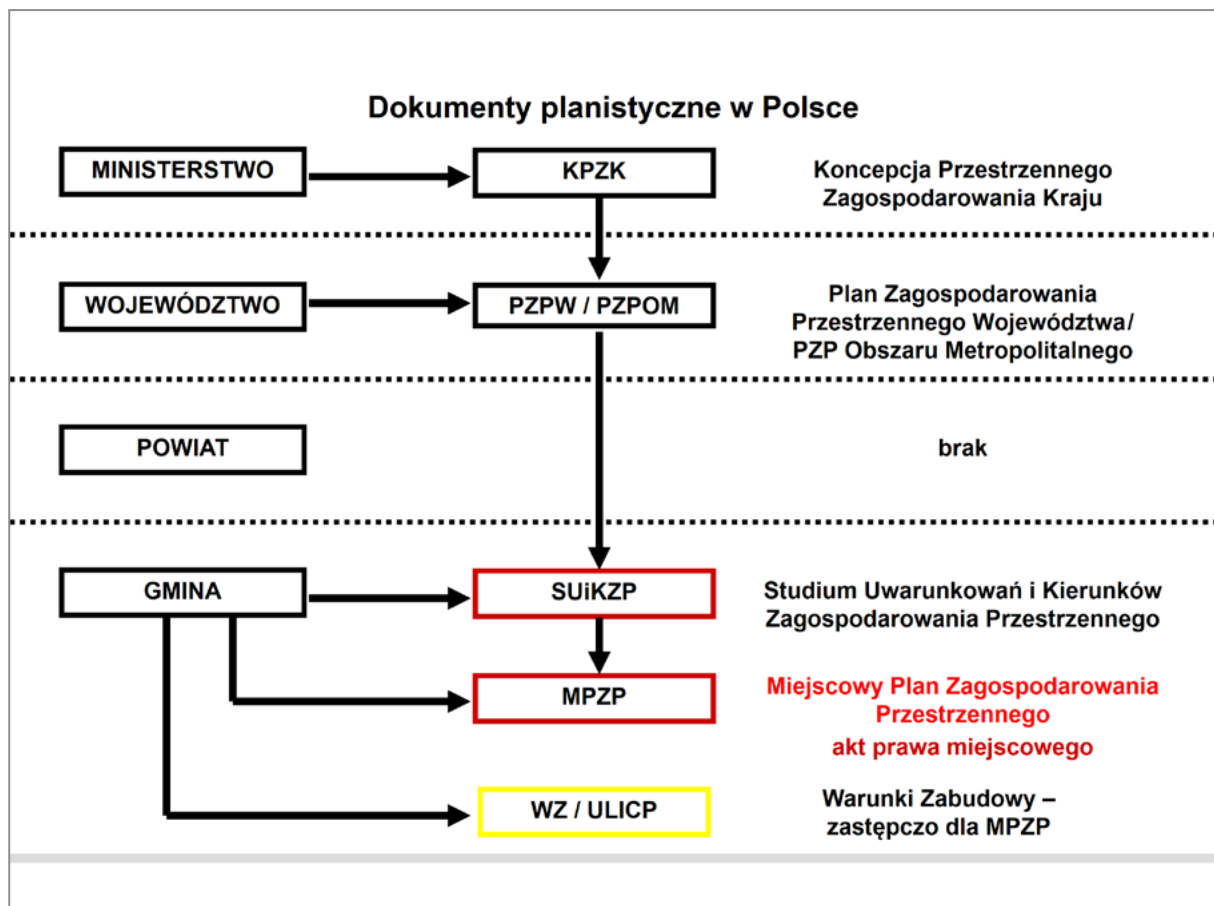 Dokumenty planistyczne w Polsce
MINISTERSTWO
KPZK
Koncepcja Przestrzennego
Zagospodarowania Kraju
WOJEWÓDZTWO
PZPW / PZPOM
Plan Zagospodarowania
Przestrzennego Województwa/
PZP Obszaru Metropolitalnego
POWIAT
brak
GMINA
SUiKZP
Studium Uwarunkowań i Kierunków
Zagospodarowania Przestrzennego
MPZP
Miejscowy Plan Zagospodarowania
Przestrzennego
akt prawa miejscowego
WZ / ULICP
Warunki Zabudowy –
zastępczo dla MPZP